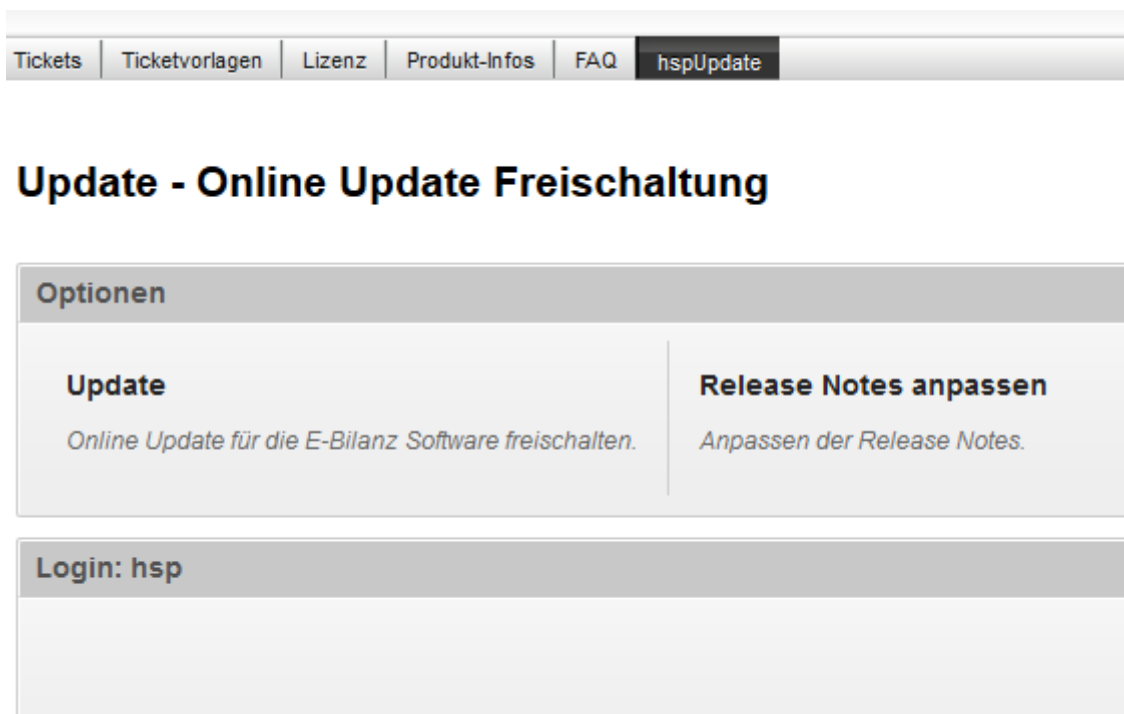 Tickets Ticketvorlagen Lizenz Produkt-Infos FAQ hspUpdate
Update - Online Update Freischaltung
Optionen
Update
Online Update für die E-Bilanz Software freischalten.
Release Notes anpassen
Anpassen der Release Notes.
Login: hsp